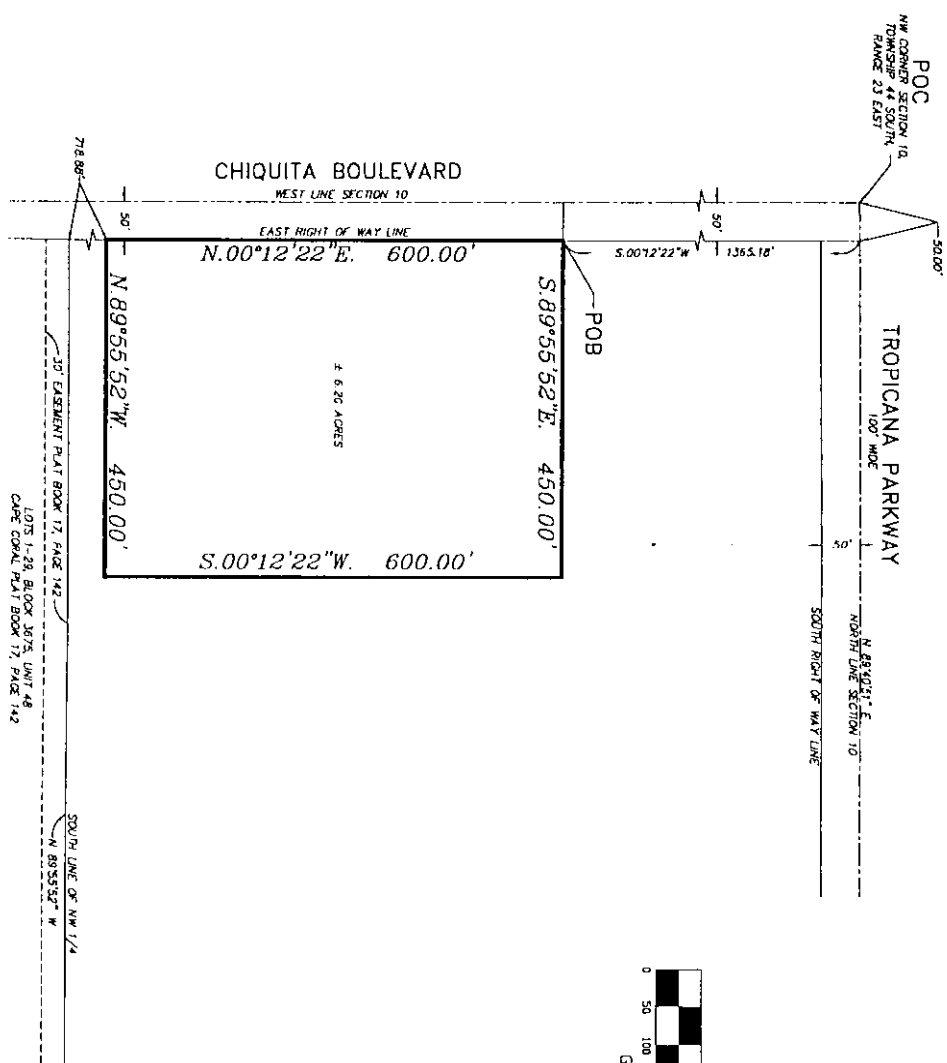 POC
NW CORNER SECTION 10,
TOWNSHIP 44 SOUTH,
RANGE 23 EAST
50.00'
TROPICANA PARKWAY
100' WIDE
N 89°40'51" E
NORTH LINE SECTION 10
50'
SOUTH RIGHT OF WAY LINE
CHIQUITA BOULEVARD
WEST LINE SECTION 10
EAST RIGHT OF WAY LINE
50'
S.00°12'22"W 1365.18'
POB
N.00°12'22"E. 600.00'
S.89°55'52"E. 450.00'
± 6.20 ACRES
S.00°12'22"W. 600.00'
N.89°55'52"W. 450.00'
50'
718.88'
30' EASEMENT PLAT BOOK 17, PAGE 142
LOTS 1-29, BLOCK 3675, UNIT 48
CAPE CORAL PLAT BOOK 17, PAGE 142
SOUTH LINE OF NW 1/4
N 89°55'52" W
0 50 100
G